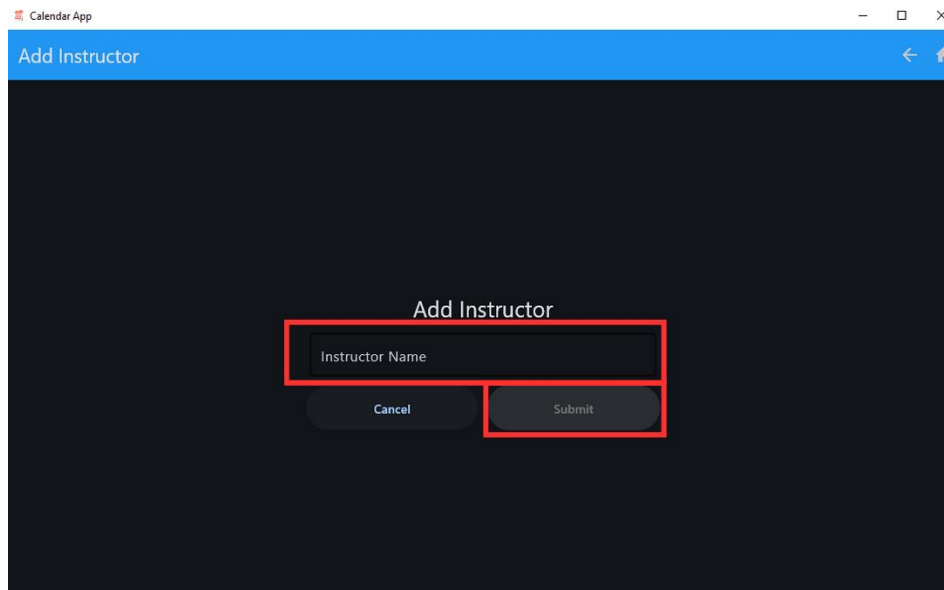 Calendar App
Add Instructor
Add Instructor
Instructor Name
Cancel Submit